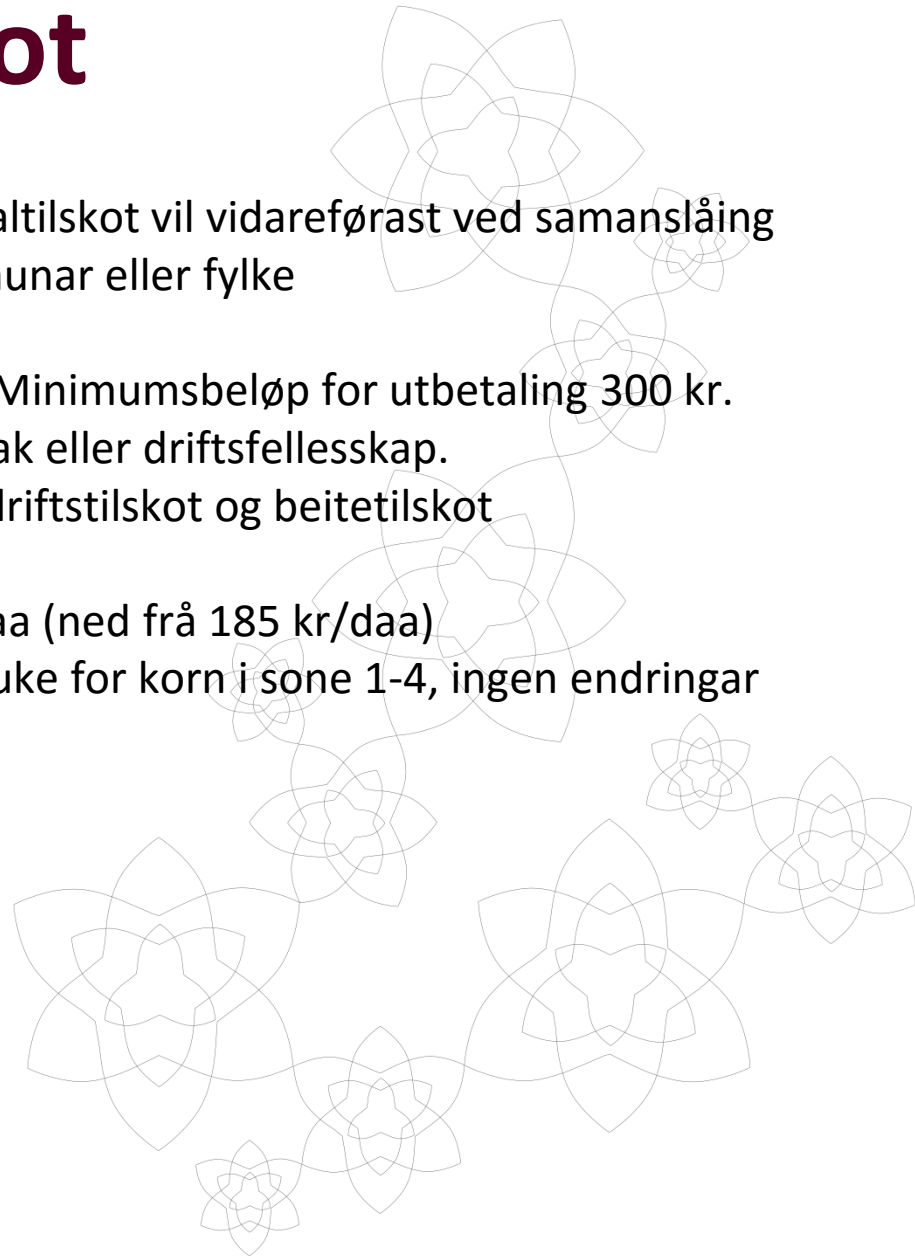 ot
altilskot vil vidareførast ved samanslåing
unar eller fylke
Minimumsbeløp for utbetaling 300 kr.
ak eller driftsfellesskap.
driftstilskot og beitetilskot
aa (ned frå 185 kr/daa)
uke for korn i sone 1-4, ingen endringar